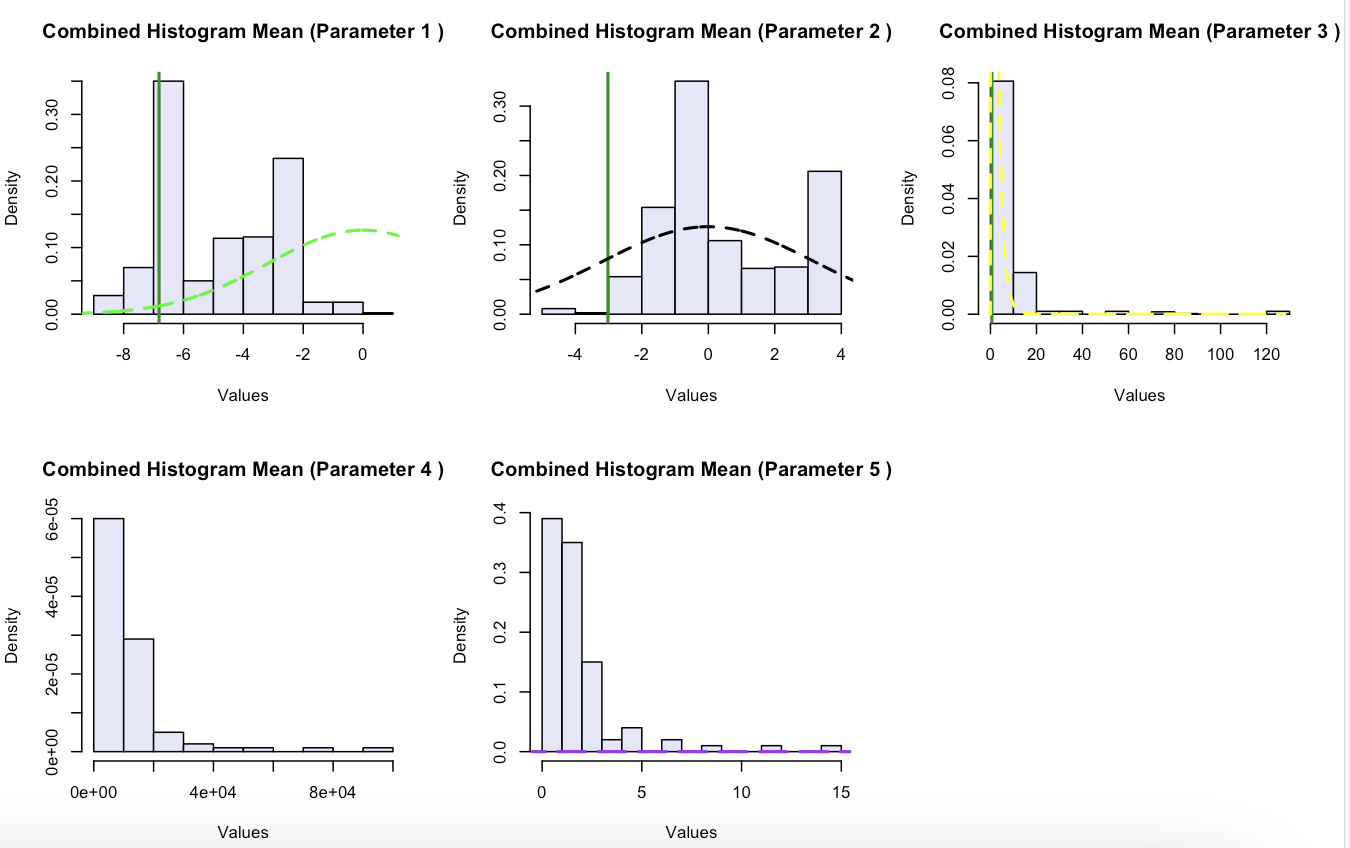 Combined Histogram Mean (Parameter 1 )
Density
0.00 0.10 0.20 0.30
-8 -6 -4 -2 0
Values
Combined Histogram Mean (Parameter 2 )
Density
0.00 0.10 0.20 0.30
-4 -2 0 2 4
Values
Combined Histogram Mean (Parameter 3 )
Density
0.00 0.02 0.04 0.06 0.08
0 20 40 60 80 100 120
Values
Combined Histogram Mean (Parameter 4 )
Density
0e+00 2e-05 4e-05 6e-05
0e+00 4e+04 8e+04
Values
Combined Histogram Mean (Parameter 5 )
Density
0.0 0.1 0.2 0.3 0.4
0 5 10 15
Values